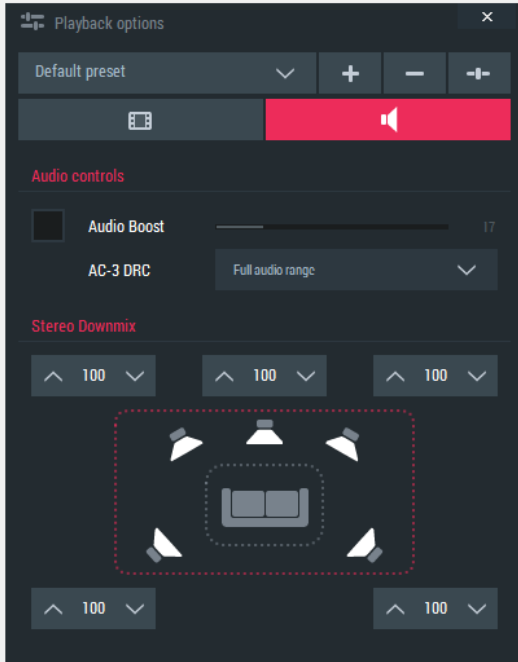 Playback options
Default preset
Audio controls
Audio Boost 17
AC-3 DRC Full audio range
Stereo Downmix
100 100 100
100 100